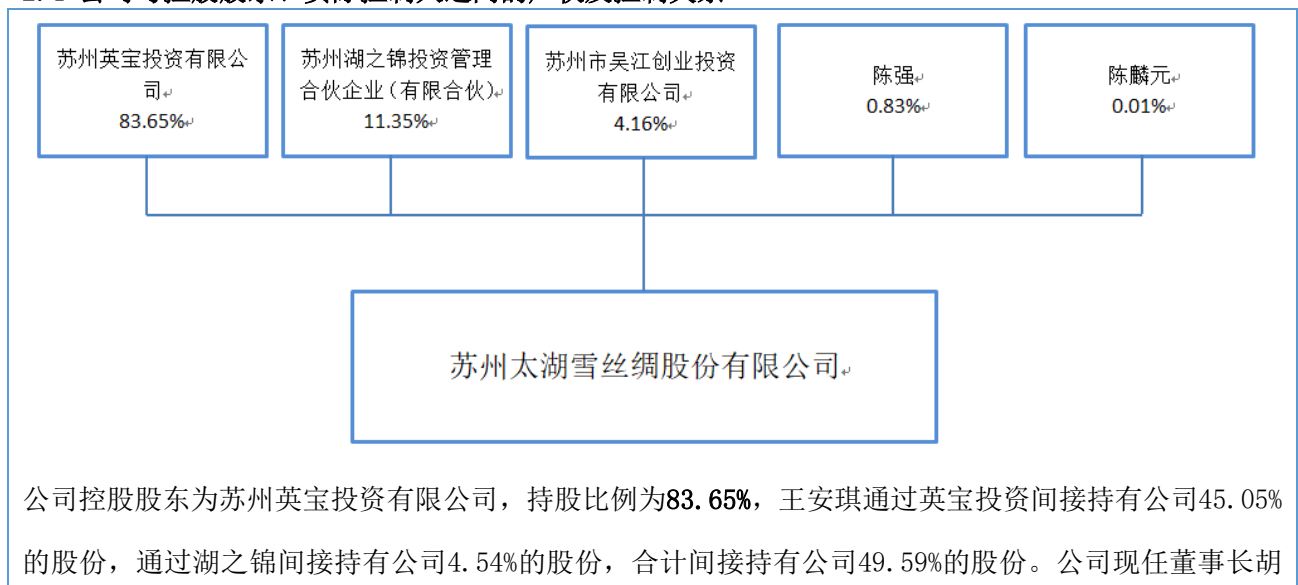 苏州英宝投资有限公
司
83.65%
苏州湖之锦投资管理
合伙企业（有限合伙）
11.35%
苏州市吴江创业投资
有限公司
4.16%
陈强
0.83%
陈麟元
0.01%
苏州太湖雪丝绸股份有限公司
公司控股股东为苏州英宝投资有限公司，持股比例为83.65%，王安琪通过英宝投资间接持有公司45.05%
的股份，通过湖之锦间接持有公司4.54%的股份，合计间接持有公司49.59%的股份。公司现任董事长胡